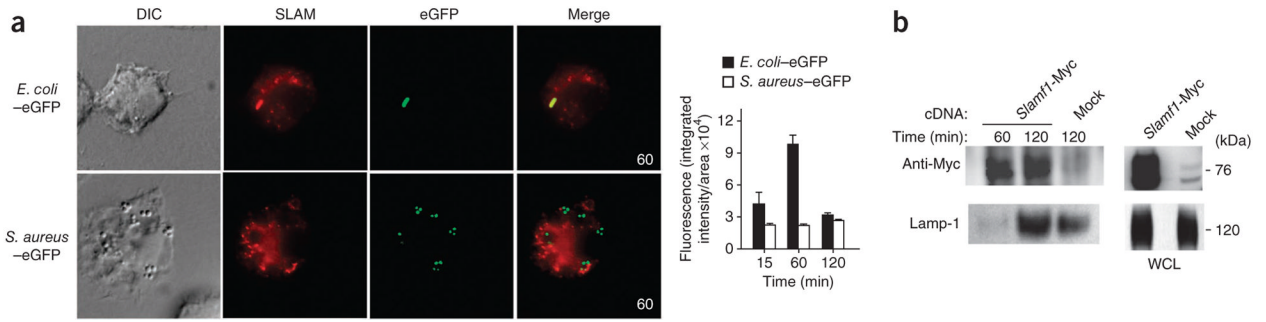 a
DIC SLAM eGFP Merge
E. coli
–eGFP
60
S. aureus
–eGFP
60
E. coli–eGFP
S. aureus–eGFP
Fluorescence (integrated
intensity/area ×10⁴)
12
9
6
3
0
15 60 120
Time (min)
b
cDNA: Slamf1-Myc Mock
Time (min): 60 120 120
Anti-Myc
Lamp-1
Slamf1-Myc Mock
(kDa)
- 76
- 120
WCL